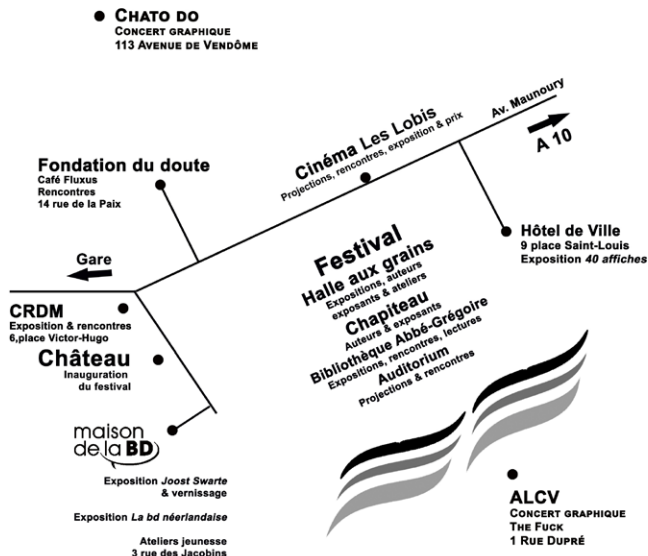 CHATO DO
CONCERT GRAPHIQUE
113 AVENUE DE VENDÔME
Av. Maunoury
A 10
Cinéma Les Lobis
Projections, rencontres, exposition & prix
Fondation du doute
Café Fluxus
Rencontres
14 rue de la Paix
Hôtel de Ville
9 place Saint-Louis
Exposition 40 affiches
Gare
Festival
Halle aux grains
Expositions, auteurs
exposants & ateliers
Chapiteau
Auteurs & exposants
Bibliothèque Abbé-Grégoire
Expositions, rencontres, lectures
Auditorium
Projections & rencontres
CRDM
Exposition & rencontres
6,place Victor-Hugo
Château
Inauguration
du festival
maison
de la BD
Exposition Joost Swarte
& vernissage
Exposition La bd néerlandaise
Ateliers jeunesse
3 rue des Jacobins
ALCV
CONCERT GRAPHIQUE
THE FUCK
1 RUE DUPRÉ